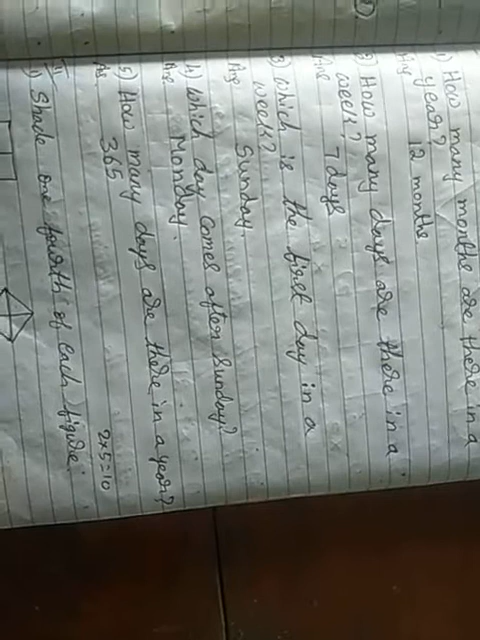 1) How many months are there in a
year?
Ans 12 months
2) How many days are there in a
week?
Ans 7 days
3) Which is the first day in a
week?
Ans Sunday.
4) Which day comes after Sunday?
Ans Monday.
5) How many days are there in a year?
Ans 365
2×5=10
II
1) Shade one fourth of each figure.